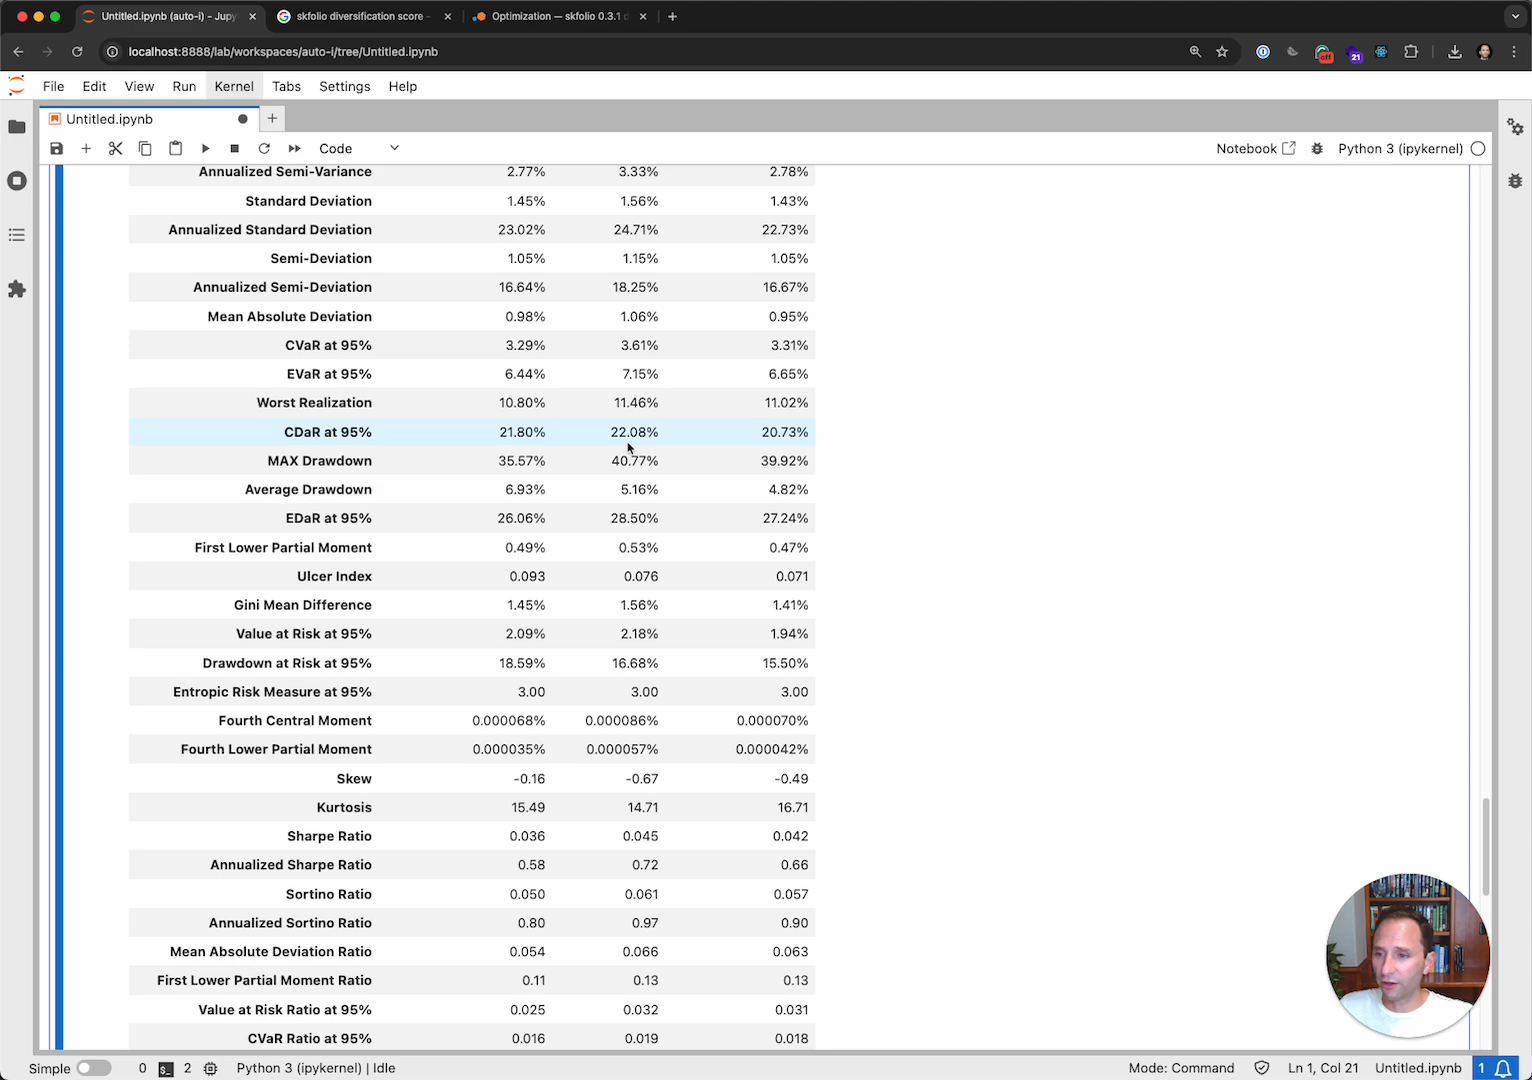 Untitled.ipynb (auto-i) - Jupy
skfolio diversification score -
Optimization — skfolio 0.3.1 d
localhost:8888/lab/workspaces/auto-i/tree/Untitled.ipynb
off
21
File Edit View Run Kernel Tabs Settings Help
Untitled.ipynb
Code
Notebook
Python 3 (ipykernel)
Annualized Semi-Variance 2.77% 3.33% 2.78%
Standard Deviation 1.45% 1.56% 1.43%
Annualized Standard Deviation 23.02% 24.71% 22.73%
Semi-Deviation 1.05% 1.15% 1.05%
Annualized Semi-Deviation 16.64% 18.25% 16.67%
Mean Absolute Deviation 0.98% 1.06% 0.95%
CVaR at 95% 3.29% 3.61% 3.31%
EVaR at 95% 6.44% 7.15% 6.65%
Worst Realization 10.80% 11.46% 11.02%
CDaR at 95% 21.80% 22.08% 20.73%
MAX Drawdown 35.57% 40.77% 39.92%
Average Drawdown 6.93% 5.16% 4.82%
EDaR at 95% 26.06% 28.50% 27.24%
First Lower Partial Moment 0.49% 0.53% 0.47%
Ulcer Index 0.093 0.076 0.071
Gini Mean Difference 1.45% 1.56% 1.41%
Value at Risk at 95% 2.09% 2.18% 1.94%
Drawdown at Risk at 95% 18.59% 16.68% 15.50%
Entropic Risk Measure at 95% 3.00 3.00 3.00
Fourth Central Moment 0.000068% 0.000086% 0.000070%
Fourth Lower Partial Moment 0.000035% 0.000057% 0.000042%
Skew -0.16 -0.67 -0.49
Kurtosis 15.49 14.71 16.71
Sharpe Ratio 0.036 0.045 0.042
Annualized Sharpe Ratio 0.58 0.72 0.66
Sortino Ratio 0.050 0.061 0.057
Annualized Sortino Ratio 0.80 0.97 0.90
Mean Absolute Deviation Ratio 0.054 0.066 0.063
First Lower Partial Moment Ratio 0.11 0.13 0.13
Value at Risk Ratio at 95% 0.025 0.032 0.031
CVaR Ratio at 95% 0.016 0.019 0.018
Simple 0 2 Python 3 (ipykernel) | Idle Mode: Command Ln 1, Col 21 Untitled.ipynb 1